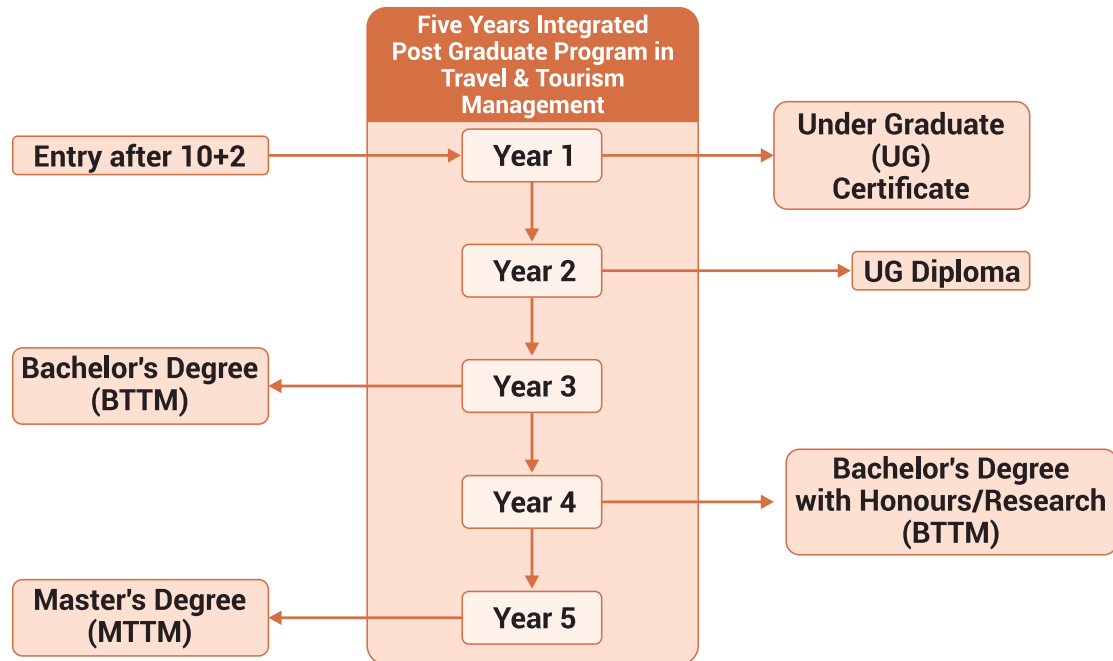 Five Years Integrated
Post Graduate Program in
Travel & Tourism
Management
Entry after 10+2
Year 1
Under Graduate
(UG)
Certificate
Year 2
UG Diploma
Bachelor's Degree
(BTTM)
Year 3
Year 4
Bachelor's Degree
with Honours/Research
(BTTM)
Master's Degree
(MTTM)
Year 5